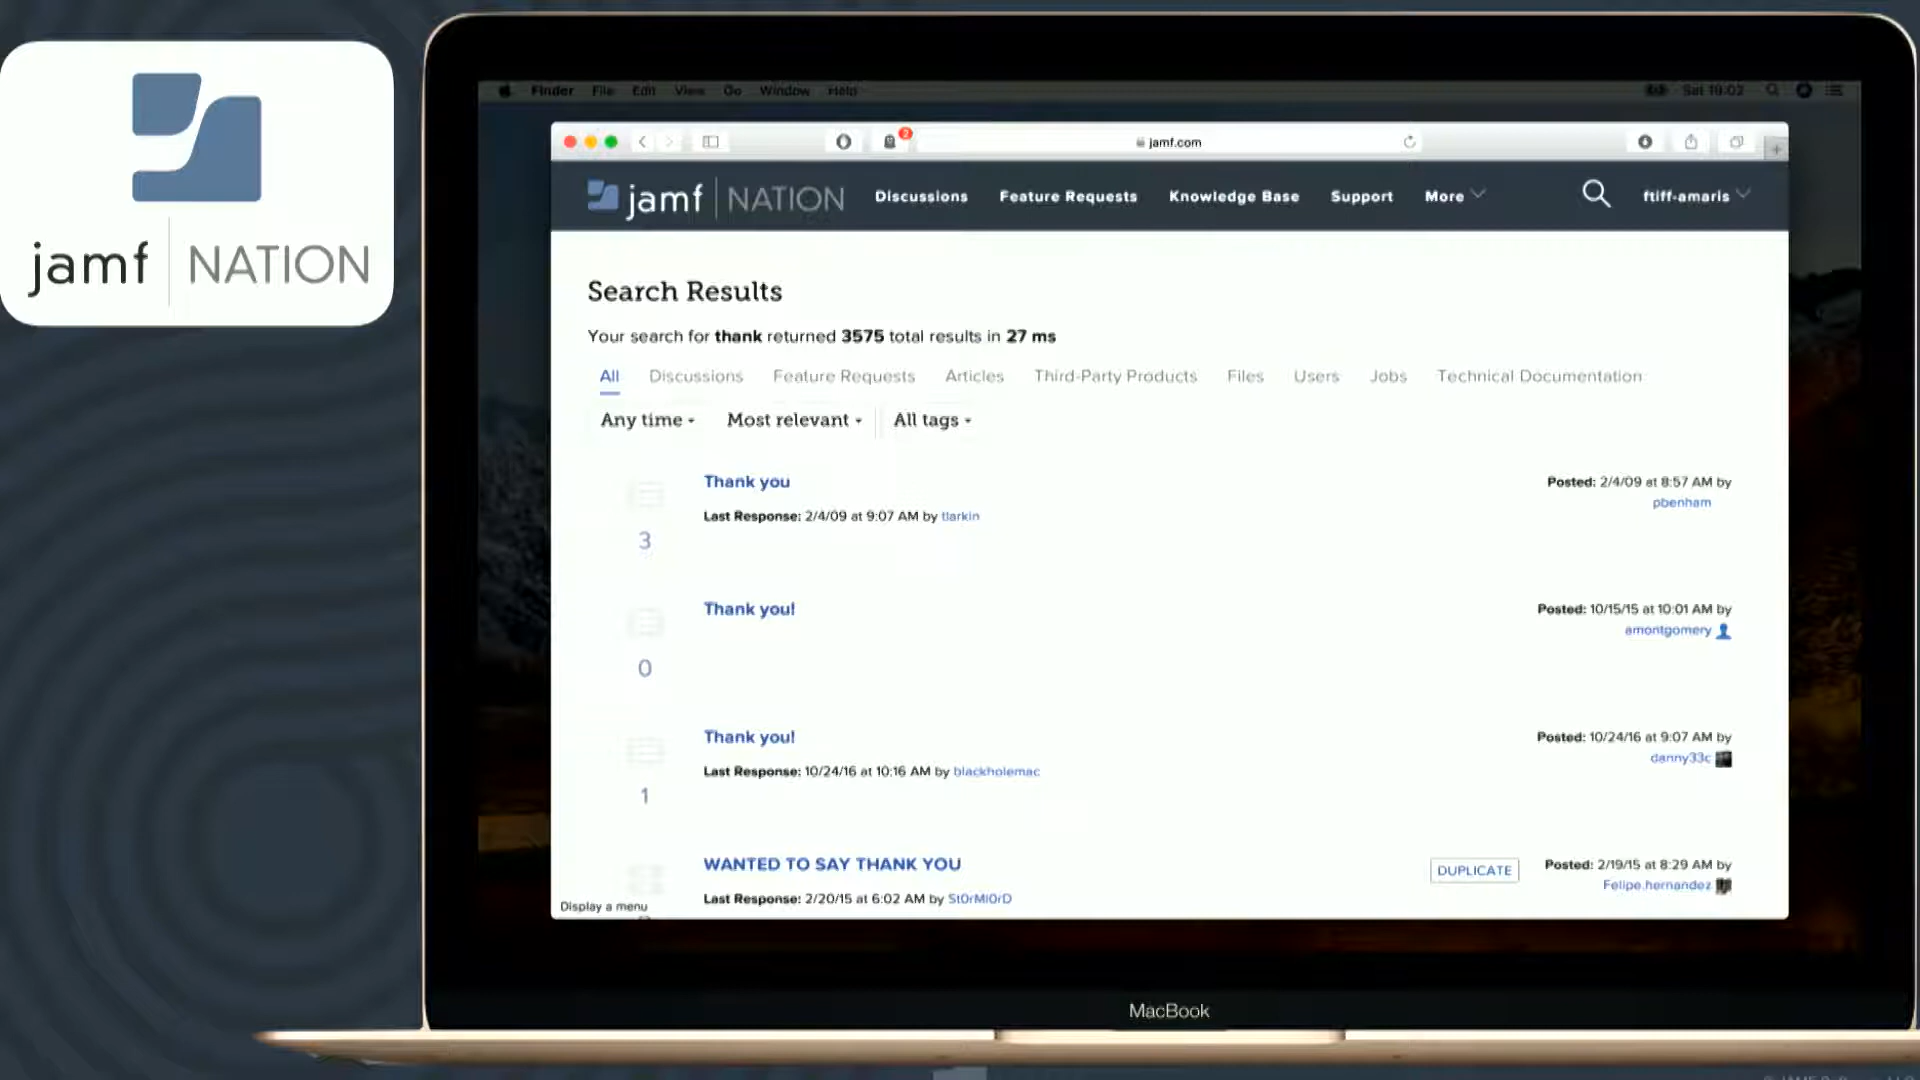 jamf | NATION
Finder File Edit View Go Window Help
Sat 19:02
2
jamf.com
jamf | NATION Discussions Feature Requests Knowledge Base Support More ftiff-amaris
Search Results
Your search for thank returned 3575 total results in 27 ms
All Discussions Feature Requests Articles Third-Party Products Files Users Jobs Technical Documentation
Any time Most relevant All tags
Thank you
Posted: 2/4/09 at 8:57 AM by
pbenham
Last Response: 2/4/09 at 9:07 AM by tlarkin
3
Thank you!
Posted: 10/15/15 at 10:01 AM by
amontgomery
0
Thank you!
Posted: 10/24/16 at 9:07 AM by
danny33c
Last Response: 10/24/16 at 10:16 AM by blackholemac
1
WANTED TO SAY THANK YOU
DUPLICATE
Posted: 2/19/15 at 8:29 AM by
Felipe.hernandez
Last Response: 2/20/15 at 6:02 AM by St0rMl0rD
Display a menu
MacBook